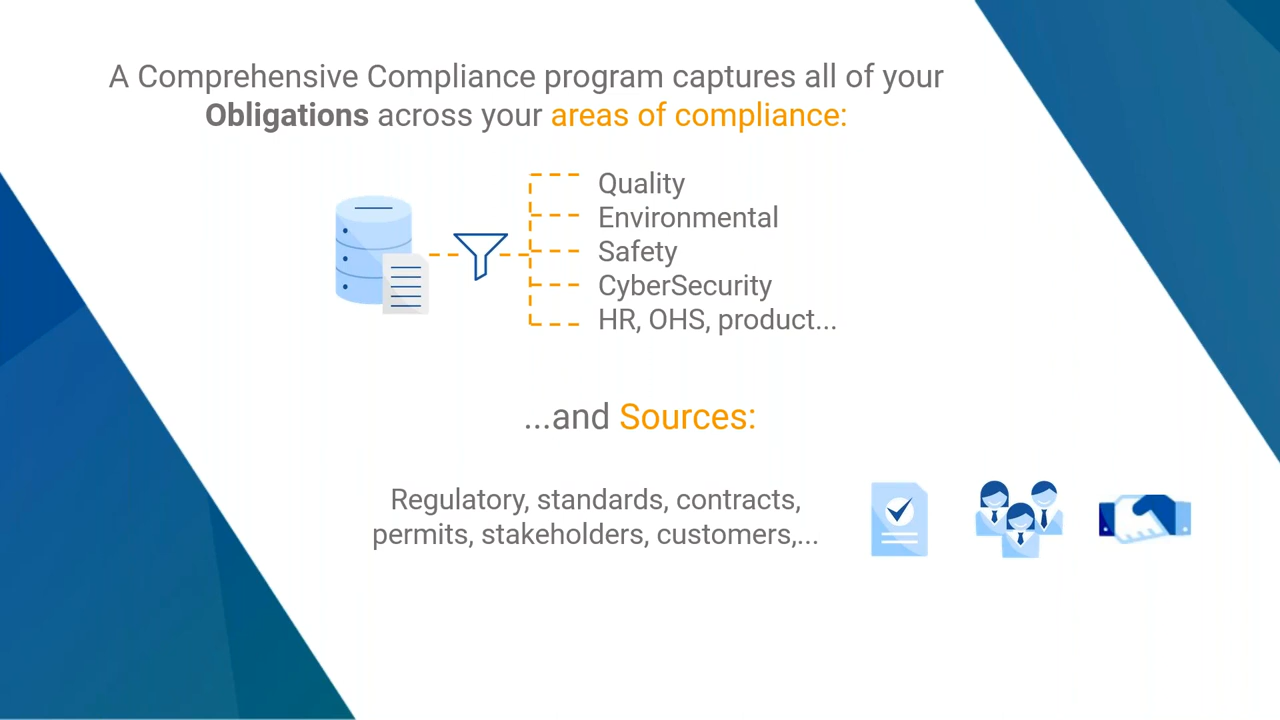 A Comprehensive Compliance program captures all of your
Obligations across your areas of compliance:
Quality
Environmental
Safety
CyberSecurity
HR, OHS, product...
...and Sources:
Regulatory, standards, contracts,
permits, stakeholders, customers,...